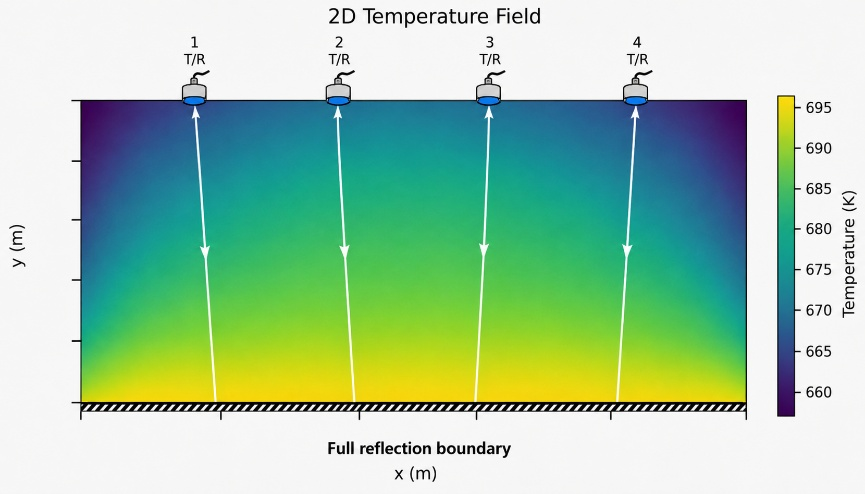 2D Temperature Field
1 2 3 4
T/R T/R T/R T/R
695
690
685
680
675
670
665
660
Temperature (K)
y (m)
Full reflection boundary
x (m)